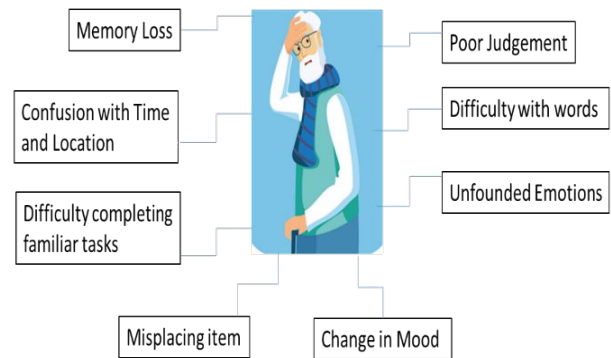 Memory Loss
Poor Judgement
Confusion with Time
and Location
Difficulty with words
Difficulty completing
familiar tasks
Unfounded Emotions
Misplacing item
Change in Mood